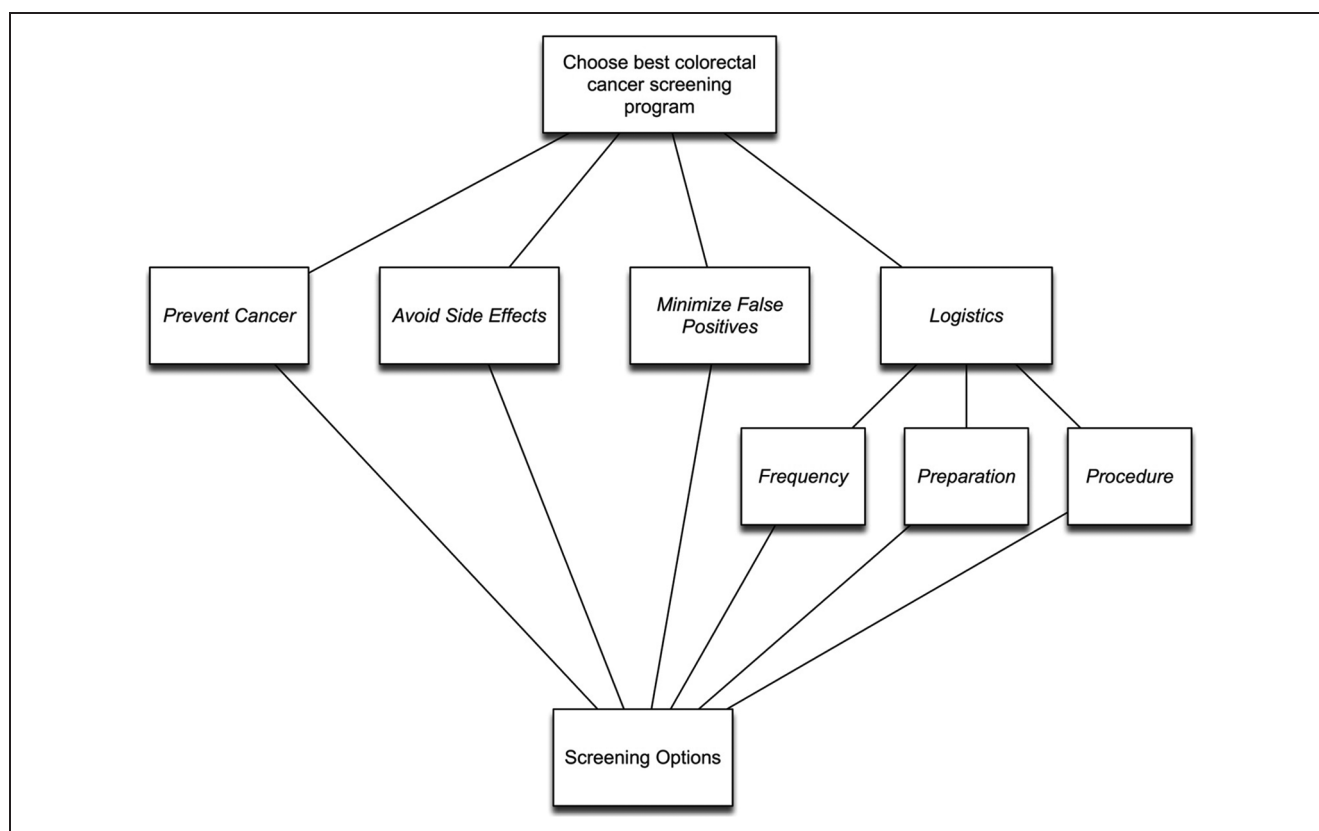 Choose best colorectal
cancer screening
program
Prevent Cancer
Avoid Side Effects
Minimize False
Positives
Logistics
Frequency
Preparation
Procedure
Screening Options